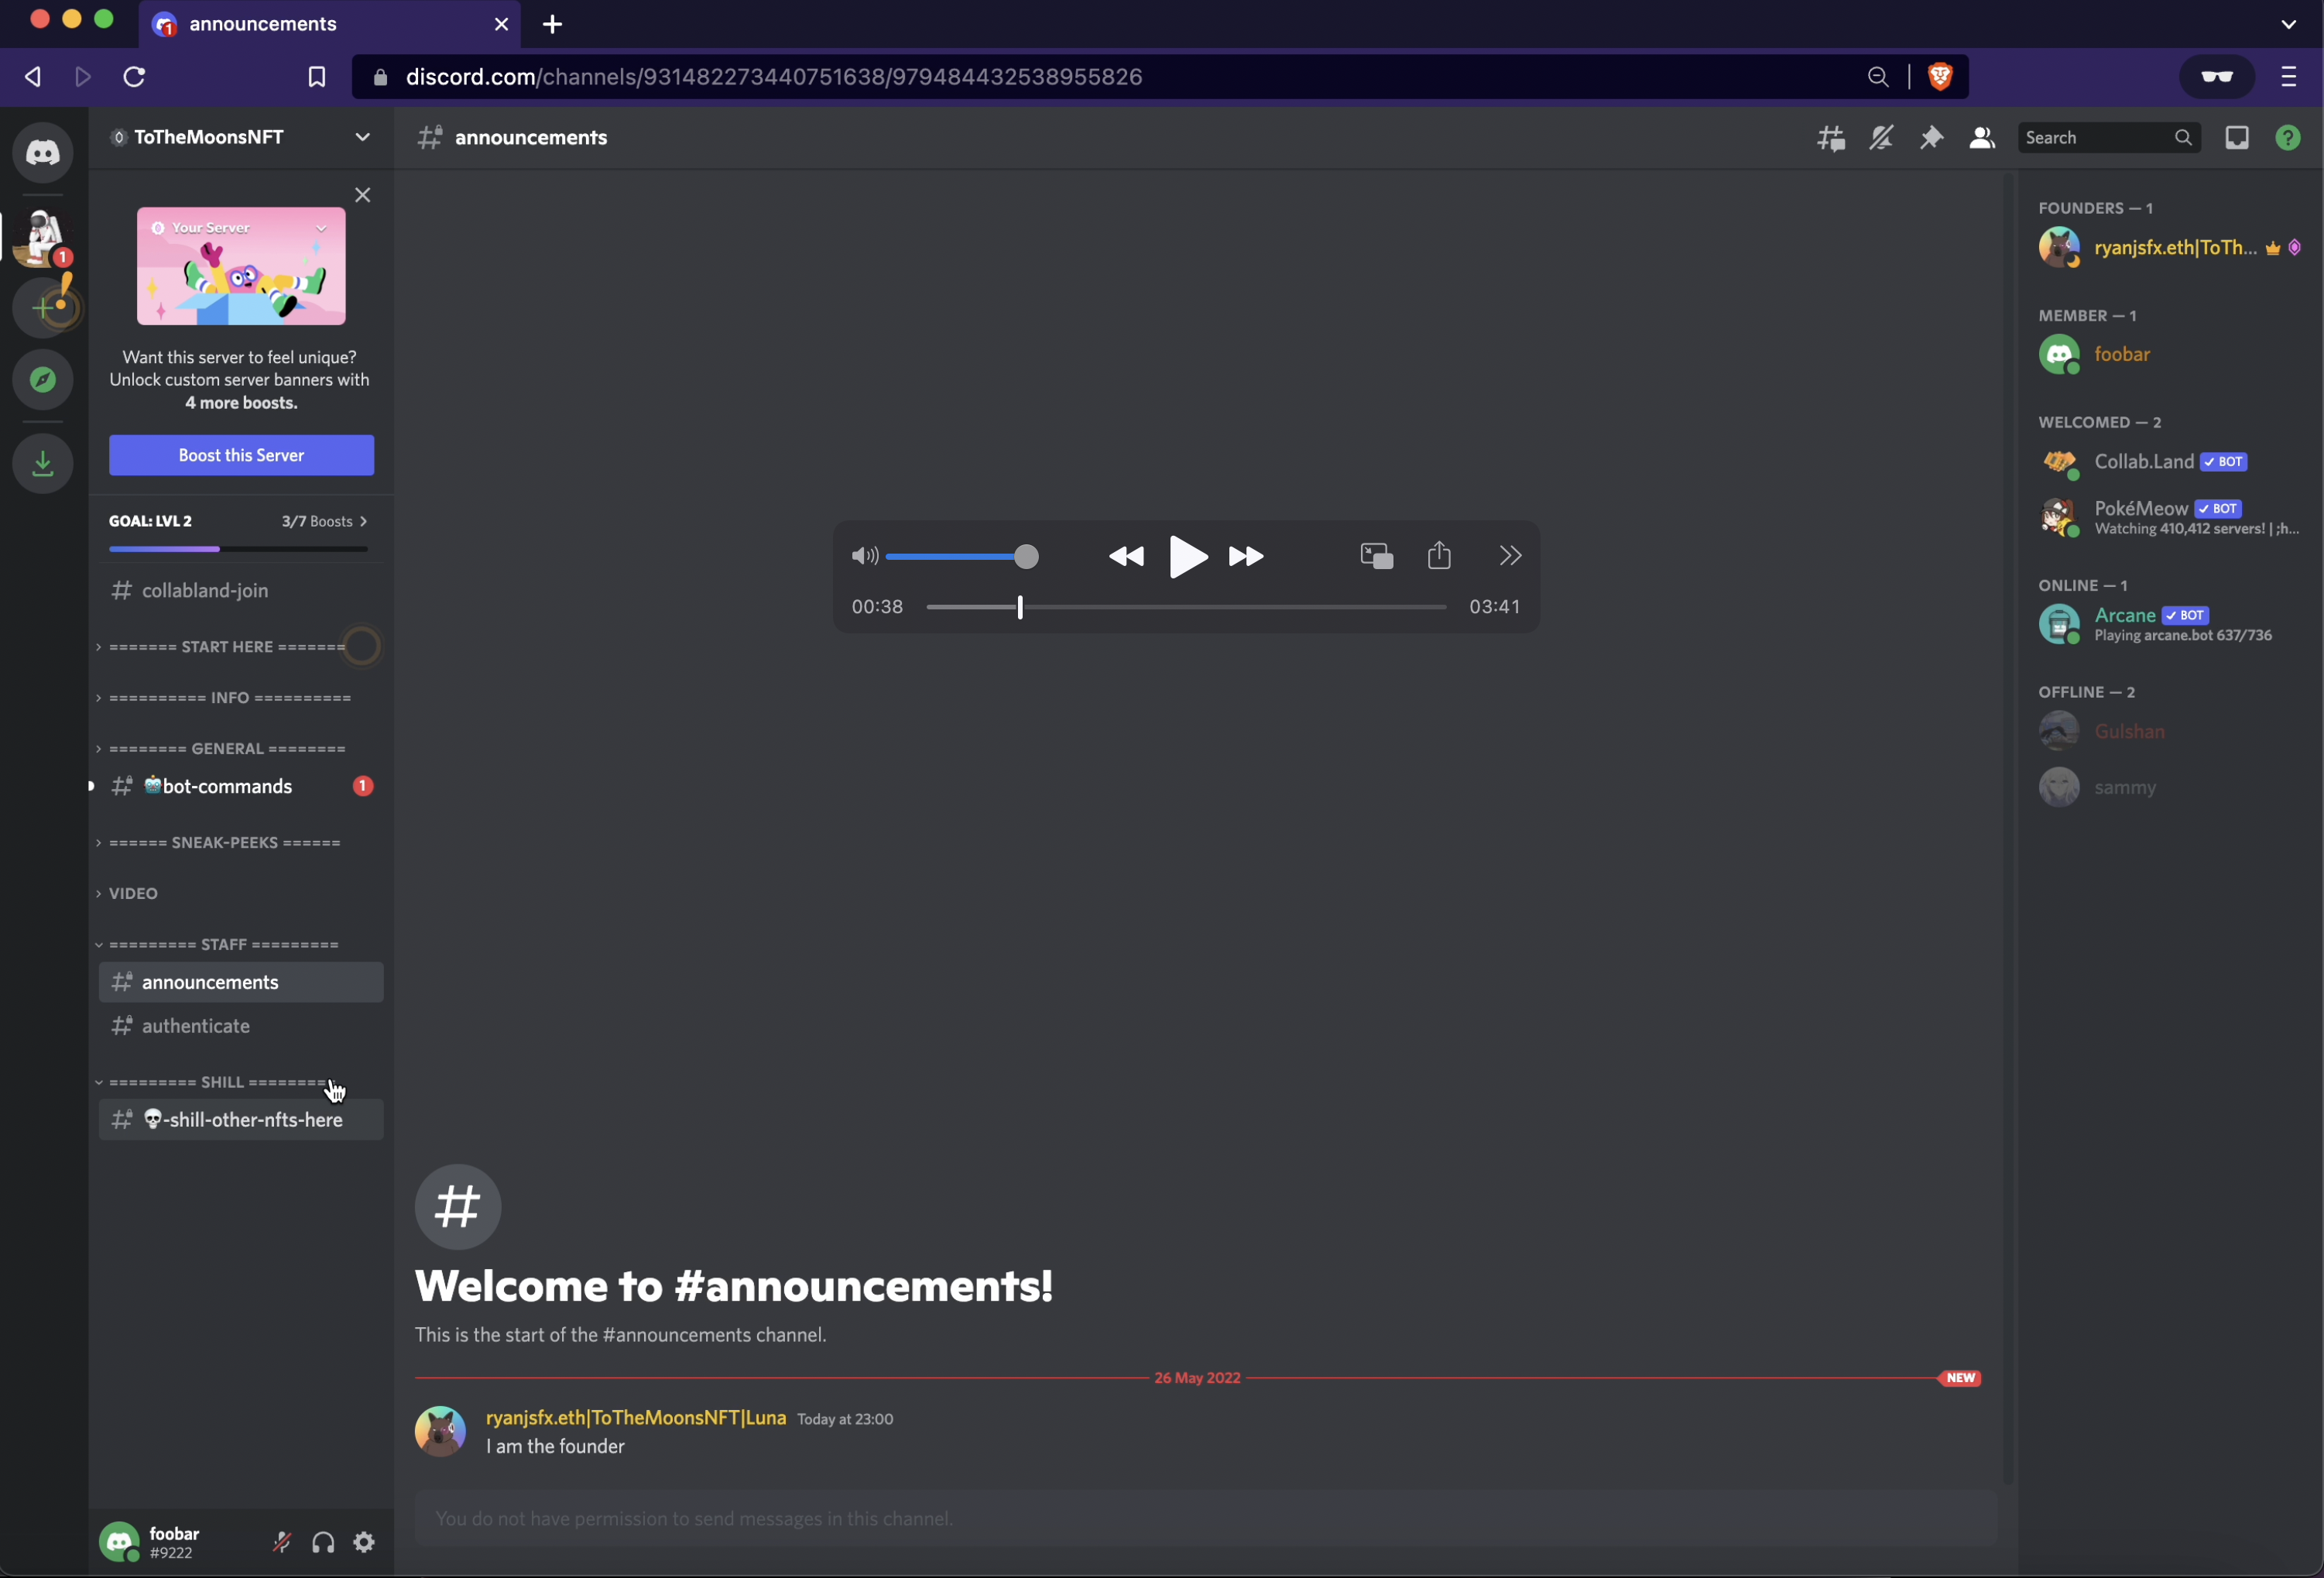 announcements
discord.com/channels/931482273440751638/979484432538955826
ToTheMoonsNFT
announcements
Search
Your Server
Want this server to feel unique?
Unlock custom server banners with
4 more boosts.
Boost this Server
GOAL: LVL 2
3/7 Boosts
collabland-join
======= START HERE =======
========== INFO ==========
======== GENERAL ========
bot-commands
1
====== SNEAK-PEEKS ======
VIDEO
========= STAFF =========
announcements
authenticate
========= SHILL ========
-shill-other-nfts-here
foobar
#9222
00:38
03:41
Welcome to #announcements!
This is the start of the #announcements channel.
26 May 2022
NEW
ryanjsfx.eth|ToTheMoonsNFT|Luna Today at 23:00
I am the founder
You do not have permission to send messages in this channel.
FOUNDERS — 1
ryanjsfx.eth|ToTh...
MEMBER — 1
foobar
WELCOMED — 2
Collab.Land BOT
PokéMeow BOT
Watching 410,412 servers! | ;h...
ONLINE — 1
Arcane BOT
Playing arcane.bot 637/736
OFFLINE — 2
Gulshan
sammy